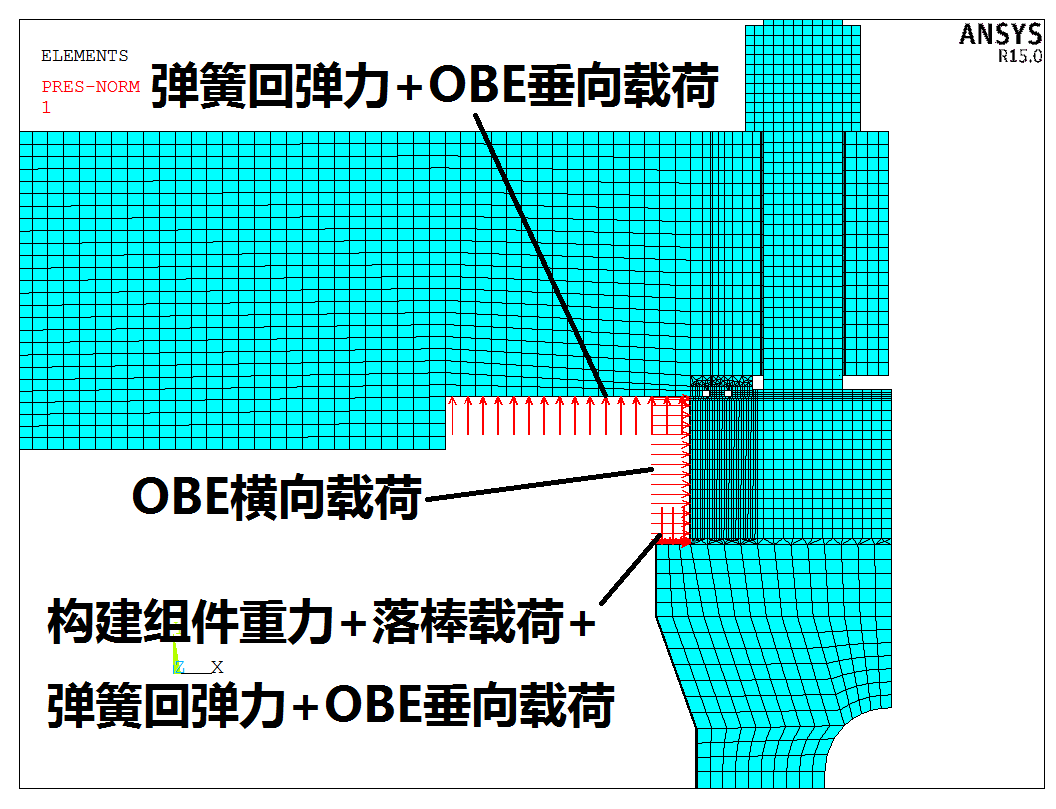 ELEMENTS
PRES-NORM
1
ANSYS
R15.0
弹簧回弹力+OBE垂向载荷
OBE横向载荷
构建组件重力+落棒载荷+
弹簧回弹力+OBE垂向载荷
Z X